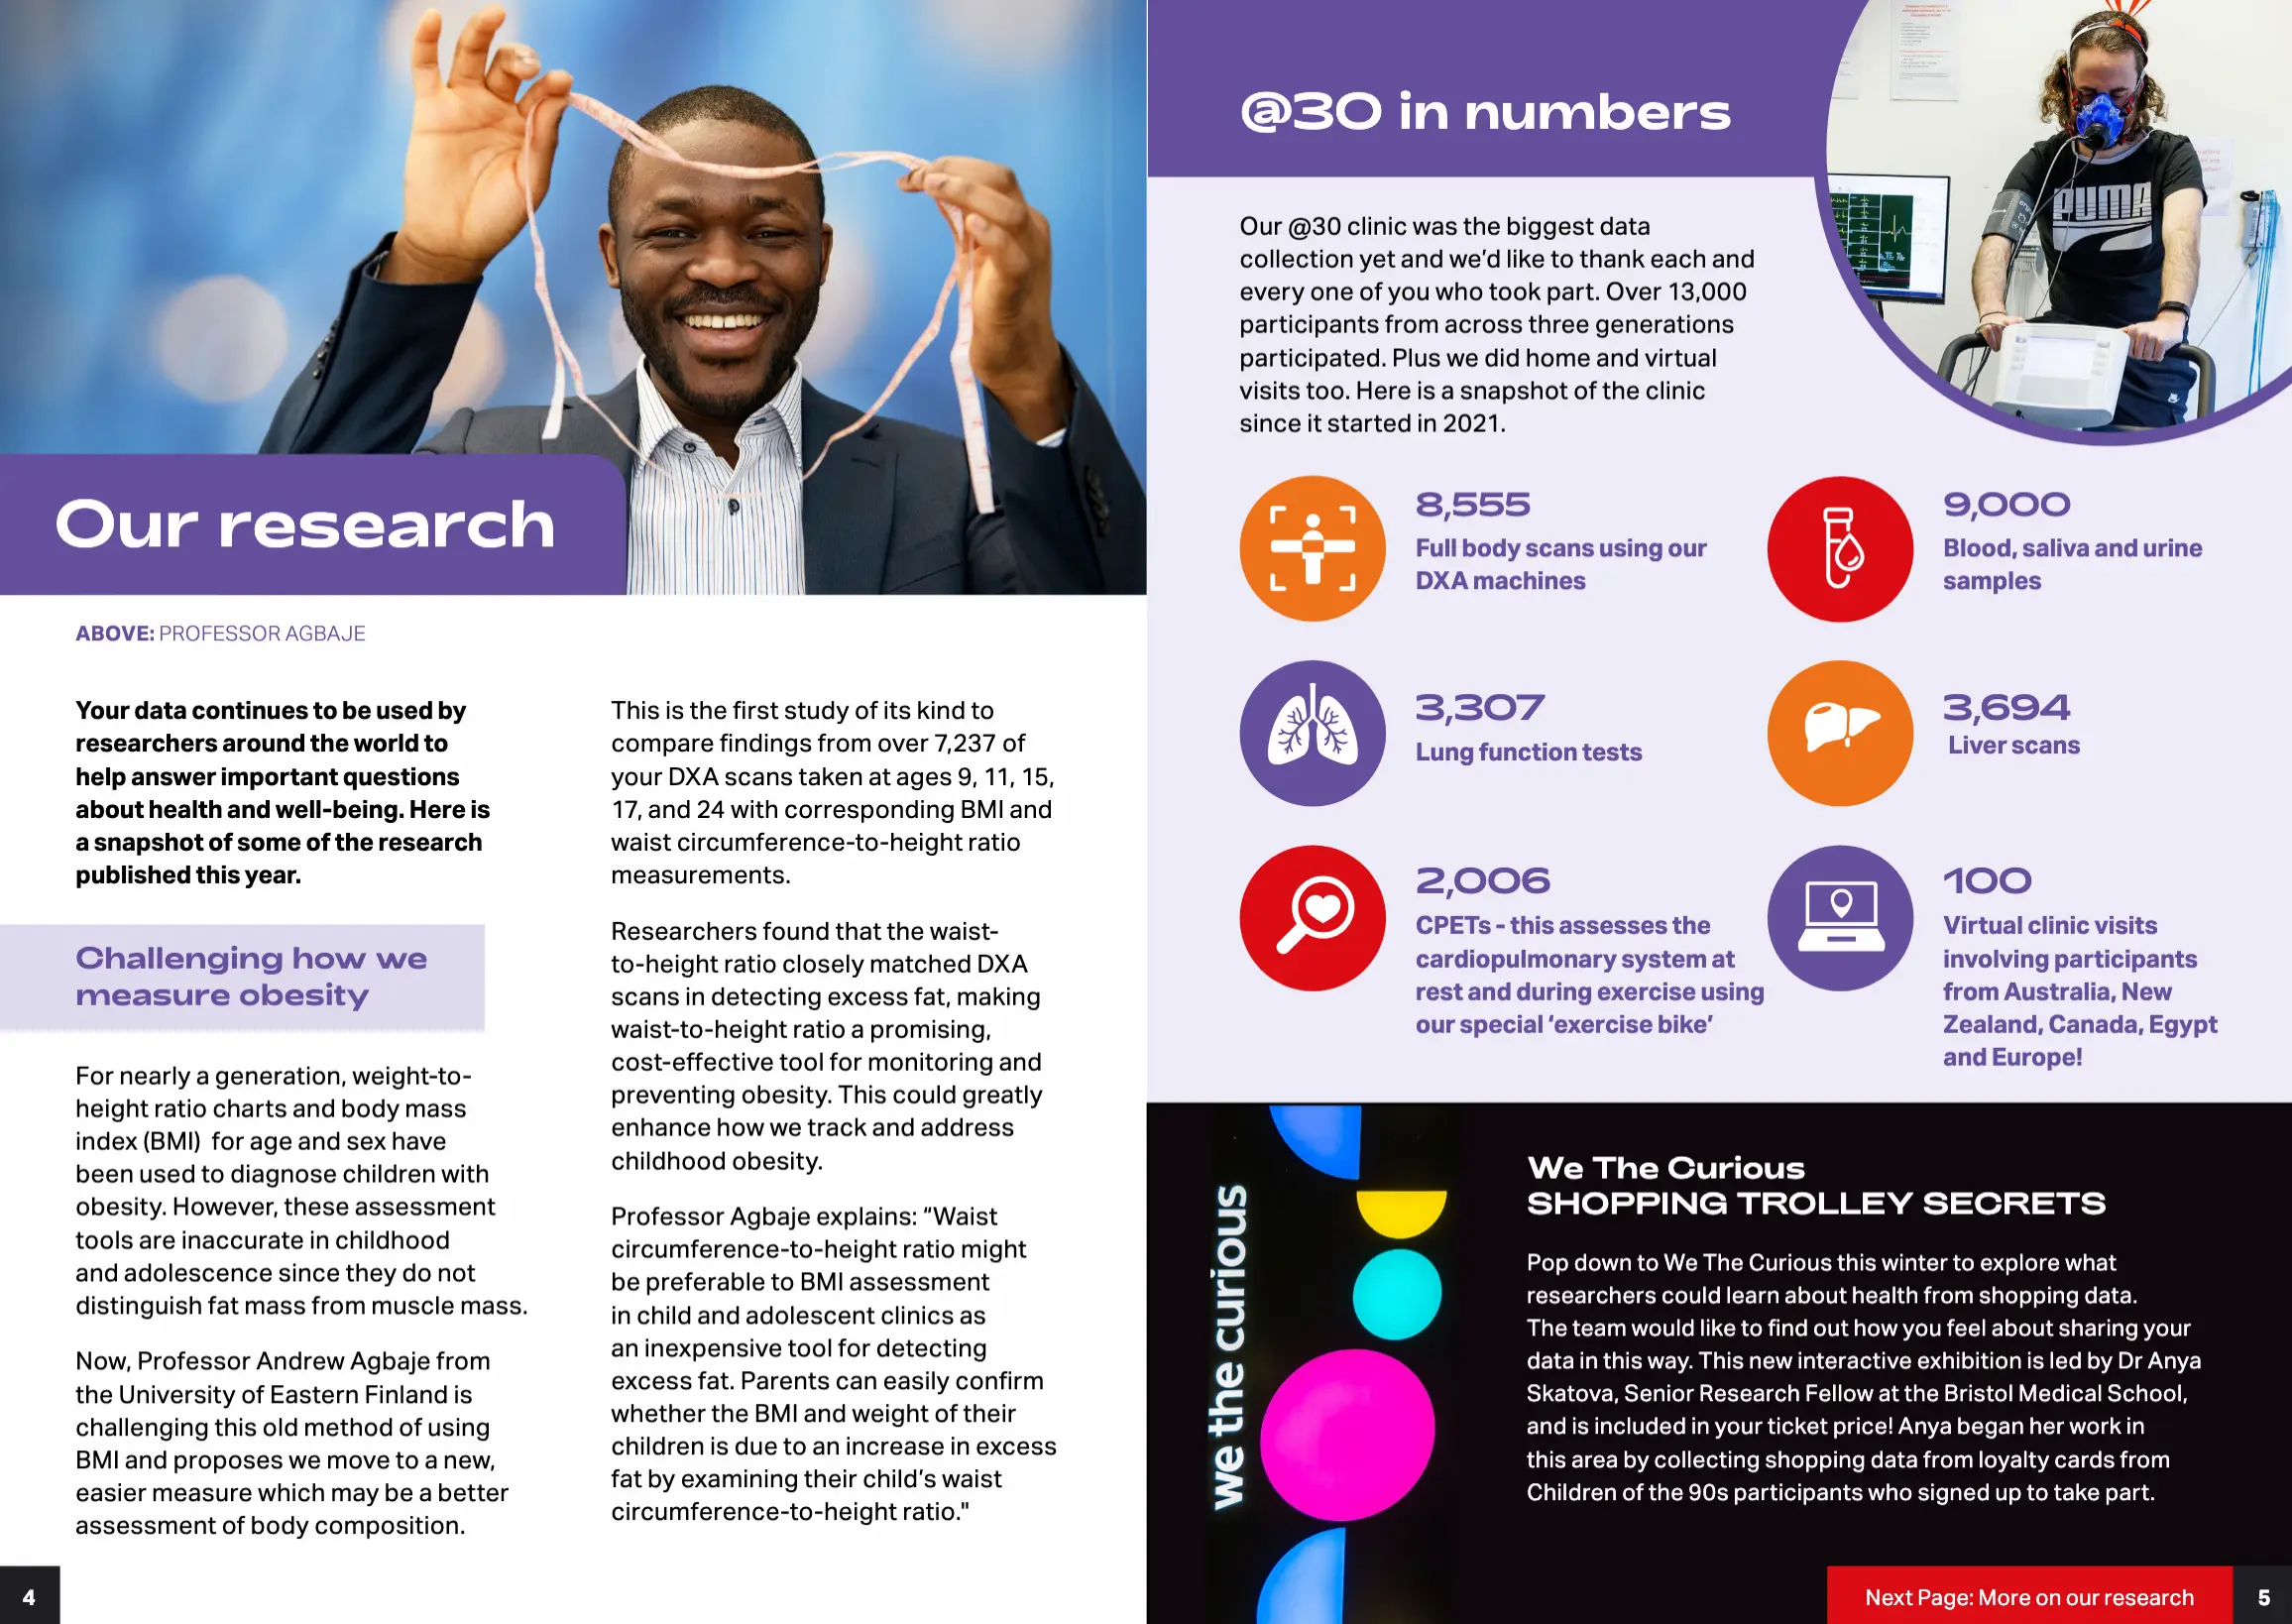 Our research
ABOVE: PROFESSOR AGBAJE
Your data continues to be used by
researchers around the world to
help answer important questions
about health and well-being. Here is
a snapshot of some of the research
published this year.
Challenging how we
measure obesity
For nearly a generation, weight-to-
height ratio charts and body mass
index (BMI)  for age and sex have
been used to diagnose children with
obesity. However, these assessment
tools are inaccurate in childhood
and adolescence since they do not
distinguish fat mass from muscle mass.
Now, Professor Andrew Agbaje from
the University of Eastern Finland is
challenging this old method of using
BMI and proposes we move to a new,
easier measure which may be a better
assessment of body composition.
This is the first study of its kind to
compare findings from over 7,237 of
your DXA scans taken at ages 9, 11, 15,
17, and 24 with corresponding BMI and
waist circumference-to-height ratio
measurements.
Researchers found that the waist-
to-height ratio closely matched DXA
scans in detecting excess fat, making
waist-to-height ratio a promising,
cost-effective tool for monitoring and
preventing obesity. This could greatly
enhance how we track and address
childhood obesity.
Professor Agbaje explains: “Waist
circumference-to-height ratio might
be preferable to BMI assessment
in child and adolescent clinics as
an inexpensive tool for detecting
excess fat. Parents can easily confirm
whether the BMI and weight of their
children is due to an increase in excess
fat by examining their child’s waist
circumference-to-height ratio."
4
@30 in numbers
PUMA
Our @30 clinic was the biggest data
collection yet and we’d like to thank each and
every one of you who took part. Over 13,000
participants from across three generations
participated. Plus we did home and virtual
visits too. Here is a snapshot of the clinic
since it started in 2021.
8,555
Full body scans using our
DXA machines
9,000
Blood, saliva and urine
samples
3,307
Lung function tests
3,694
Liver scans
2,006
CPETs - this assesses the
cardiopulmonary system at
rest and during exercise using
our special ‘exercise bike’
100
Virtual clinic visits
involving participants
from Australia, New
Zealand, Canada, Egypt
and Europe!
we the curious
We The Curious
SHOPPING TROLLEY SECRETS
Pop down to We The Curious this winter to explore what
researchers could learn about health from shopping data.
The team would like to find out how you feel about sharing your
data in this way. This new interactive exhibition is led by Dr Anya
Skatova, Senior Research Fellow at the Bristol Medical School,
and is included in your ticket price! Anya began her work in
this area by collecting shopping data from loyalty cards from
Children of the 90s participants who signed up to take part.
Next Page: More on our research
5